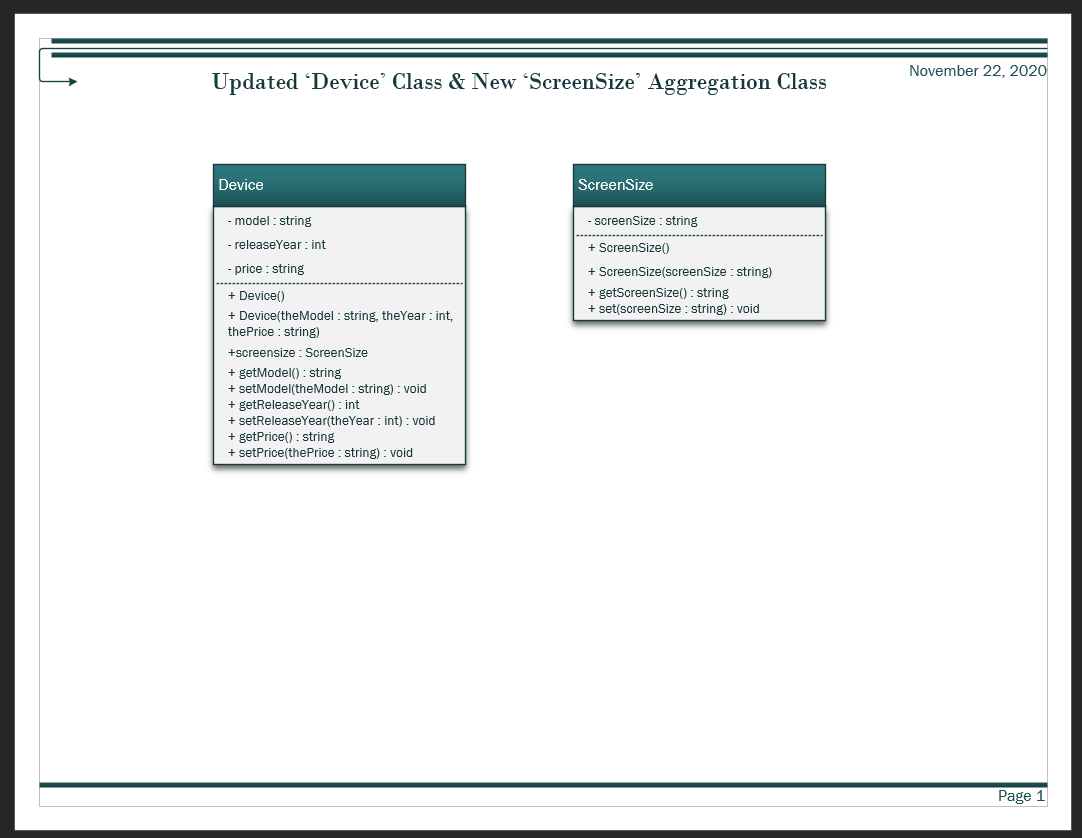 November 22, 2020
Updated ‘Device’ Class & New ‘ScreenSize’ Aggregation Class
Device
- model : string
- releaseYear : int
- price : string
+ Device()
+ Device(theModel : string, theYear : int,
thePrice : string)
+screensize : ScreenSize
+ getModel() : string
+ setModel(theModel : string) : void
+ getReleaseYear() : int
+ setReleaseYear(theYear : int) : void
+ getPrice() : string
+ setPrice(thePrice : string) : void
ScreenSize
- screenSize : string
+ ScreenSize()
+ ScreenSize(screenSize : string)
+ getScreenSize() : string
+ set(screenSize : string) : void
Page 1